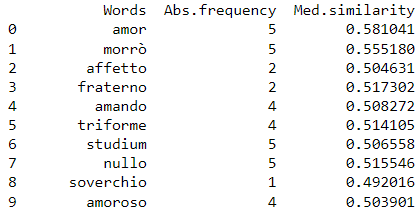 Words Abs.frequency Med.similarity
0 amor 5 0.581041
1 morrò 5 0.555180
2 affetto 2 0.504631
3 fraterno 2 0.517302
4 amando 4 0.508272
5 triforme 4 0.514105
6 studium 5 0.506558
7 nullo 5 0.515546
8 soverchio 1 0.492016
9 amoroso 4 0.503901